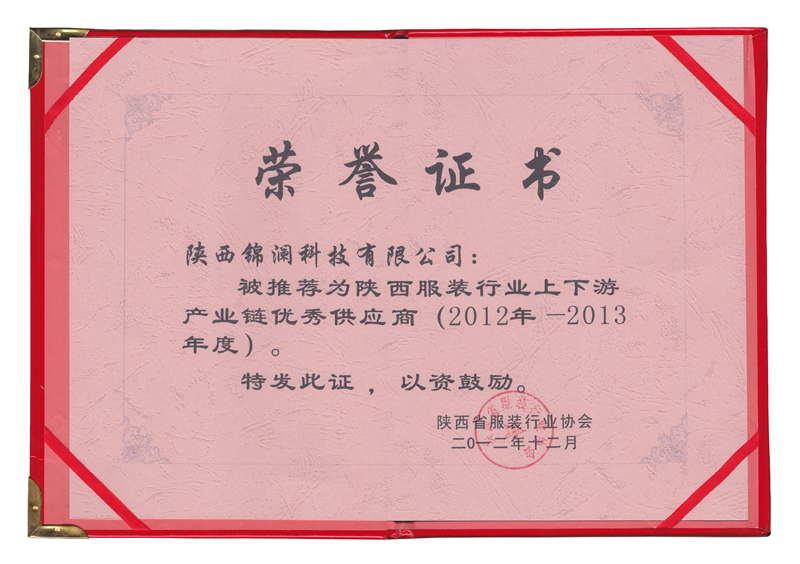 荣誉证书
陕西锦澜科技有限公司：
被推荐为陕西服装行业上下游
产业链优秀供应商（2012年－2013
年度）。
特发此证，以资鼓励。
陕西省服装行业协会
二0一二年十二月